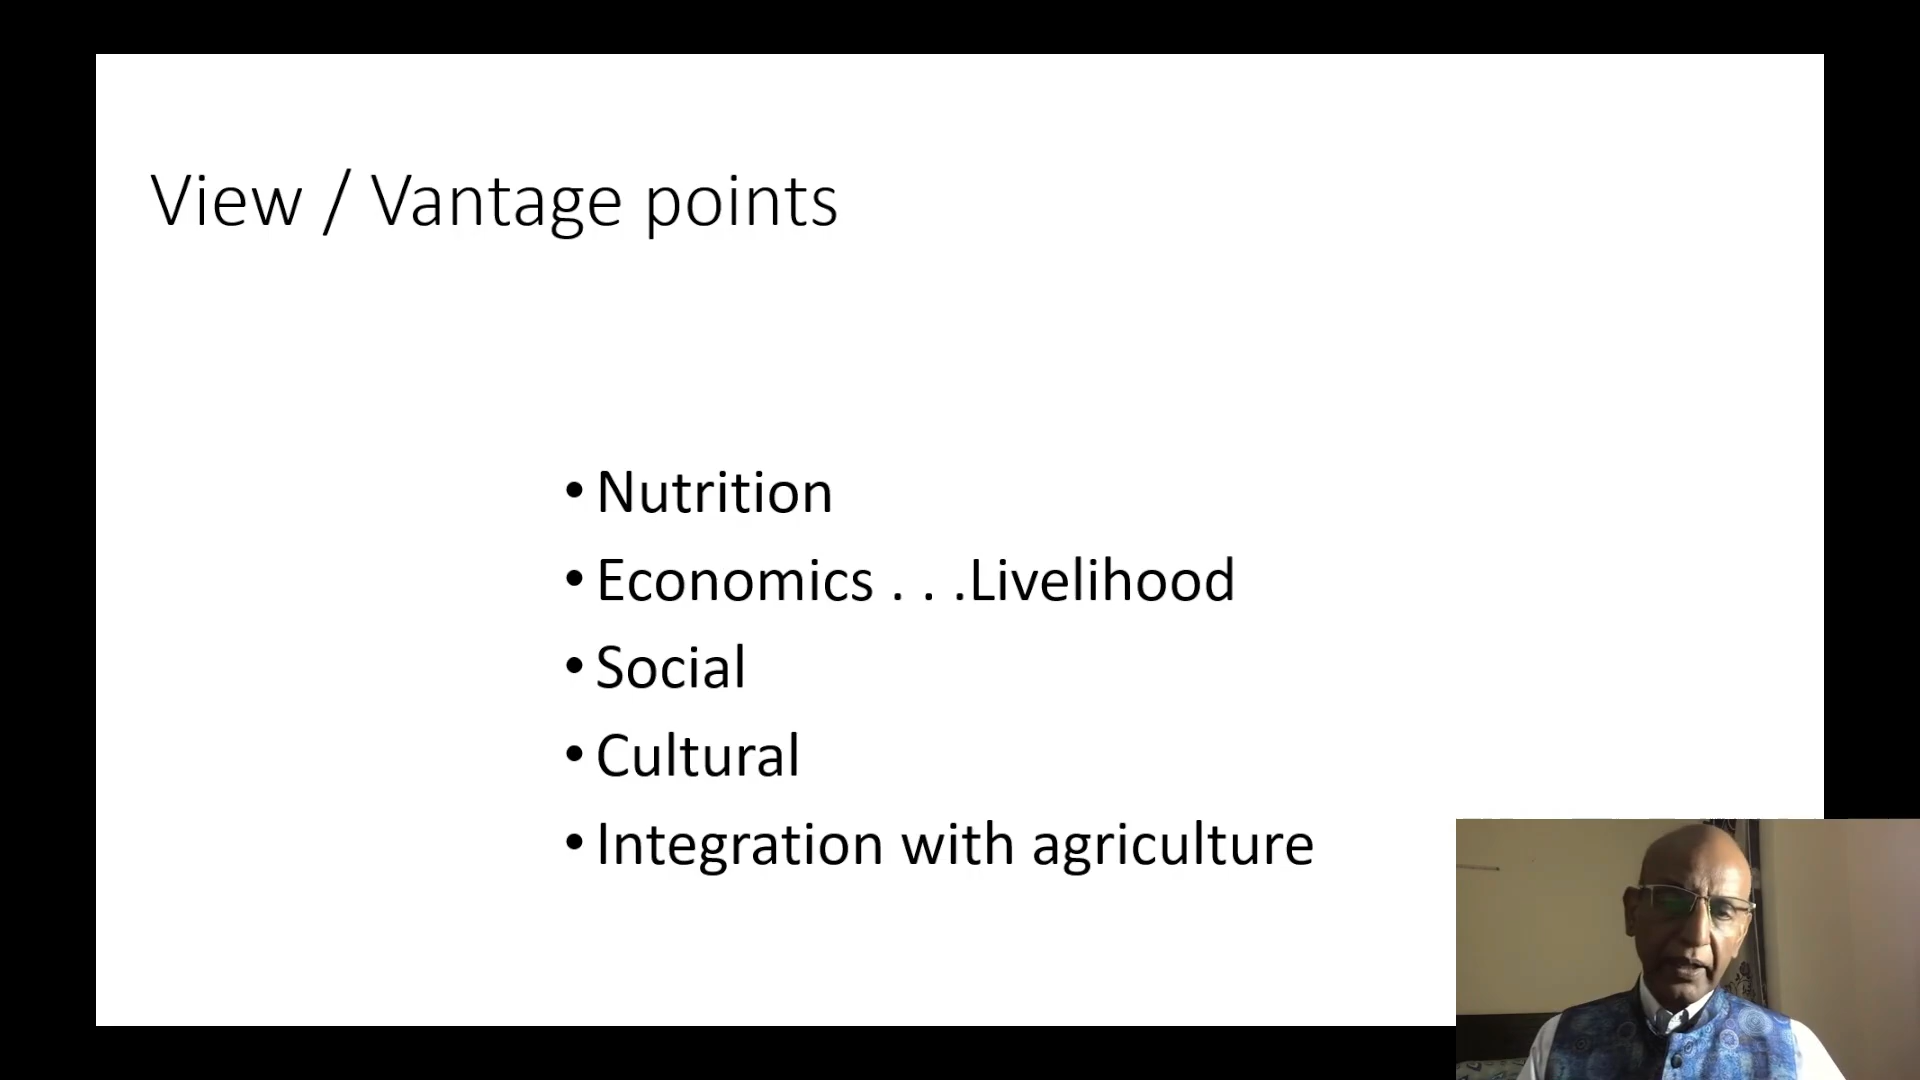 View / Vantage points
• Nutrition
• Economics . . .Livelihood
• Social
• Cultural
• Integration with agriculture